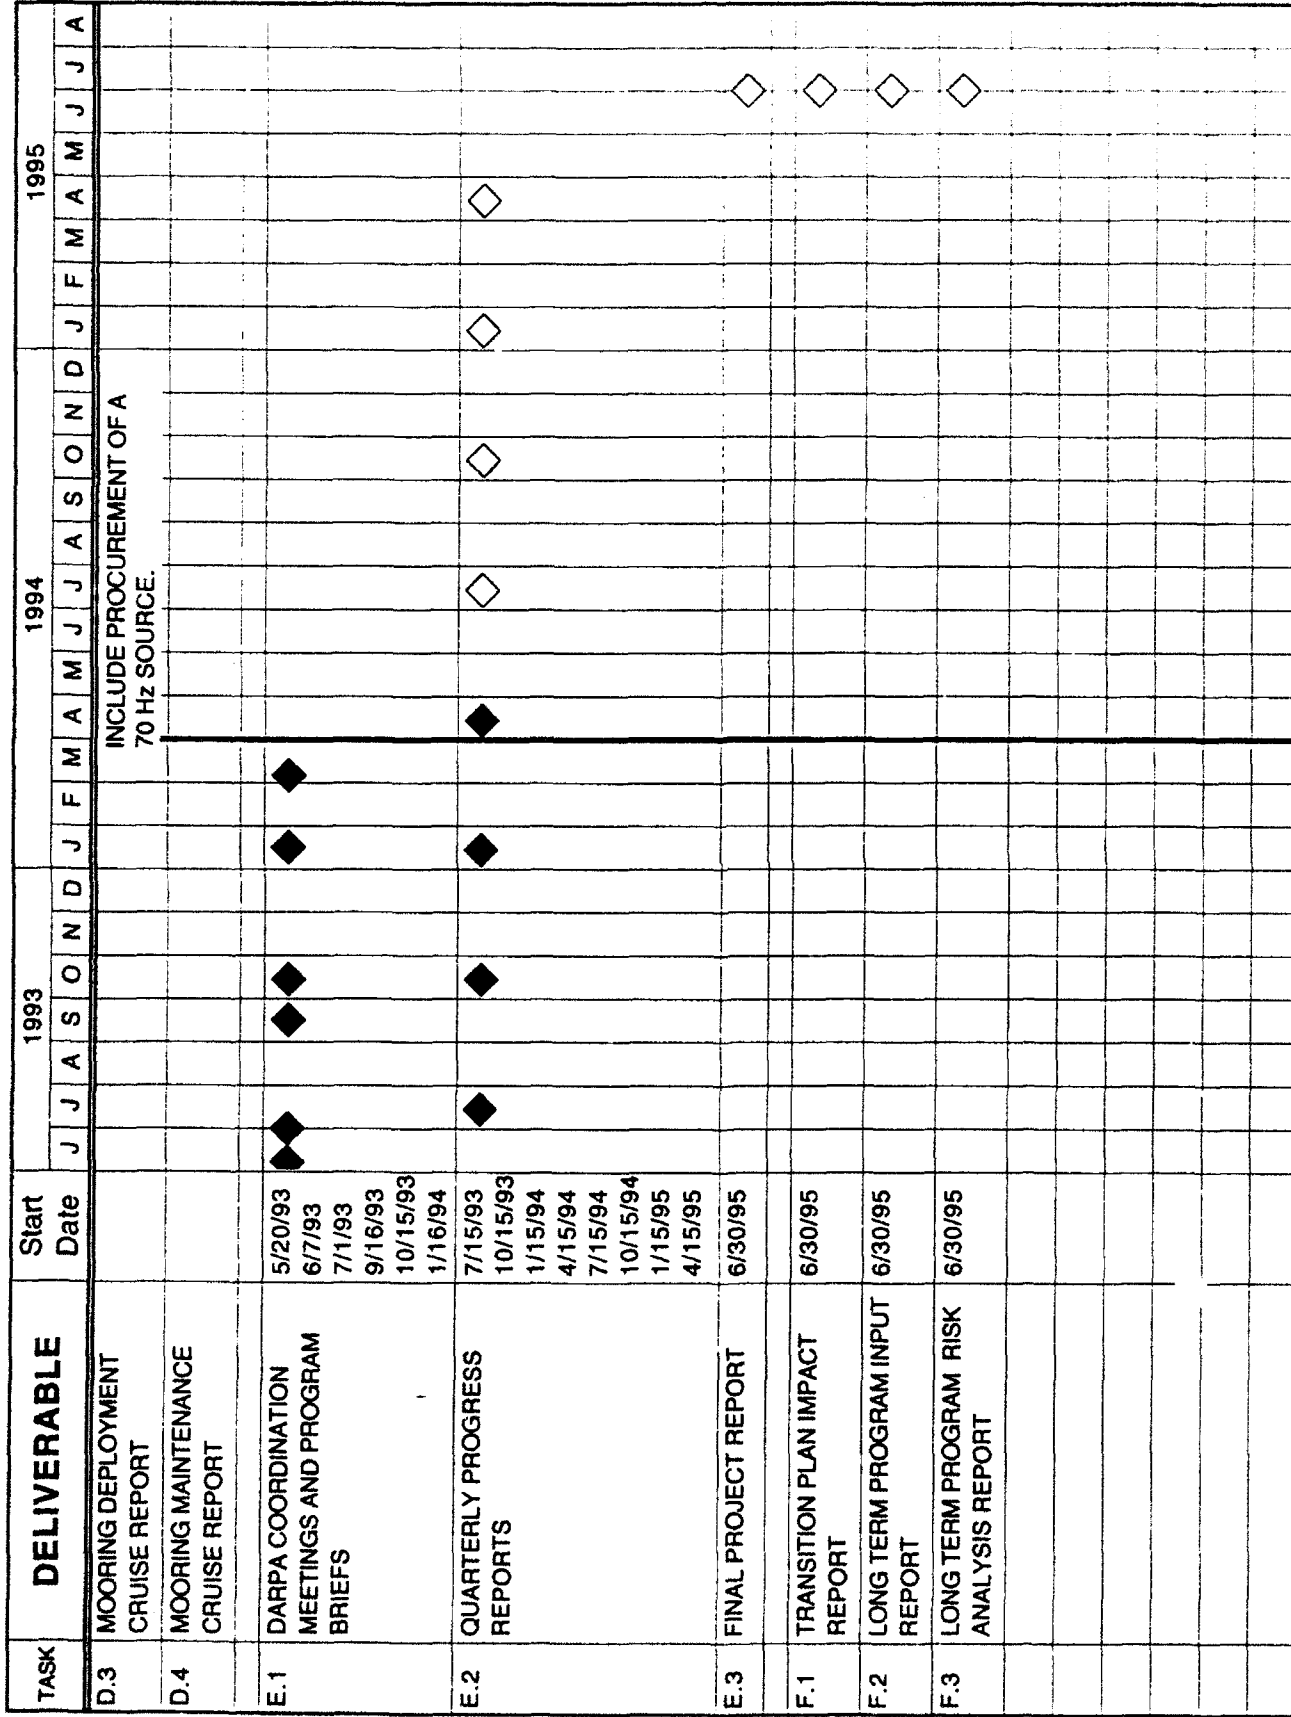 TASK DELIVERABLE Start Date 1993 1994 1995
J J A S O N D J F M A M J J A S O N D J F M A M J J A
D.3 MOORING DEPLOYMENT
CRUISE REPORT
INCLUDE PROCUREMENT OF A
70 Hz SOURCE.
D.4 MOORING MAINTENANCE
CRUISE REPORT
E.1 DARPA COORDINATION
MEETINGS AND PROGRAM
BRIEFS
5/20/93
6/7/93
7/1/93
9/16/93
10/15/93
1/16/94
E.2 QUARTERLY PROGRESS
REPORTS
7/15/93
10/15/93
1/15/94
4/15/94
7/15/94
10/15/94
1/15/95
4/15/95
E.3 FINAL PROJECT REPORT 6/30/95
F.1 TRANSITION PLAN IMPACT 6/30/95
REPORT
F.2 LONG TERM PROGRAM INPUT 6/30/95
REPORT
F.3 LONG TERM PROGRAM RISK 6/30/95
ANALYSIS REPORT